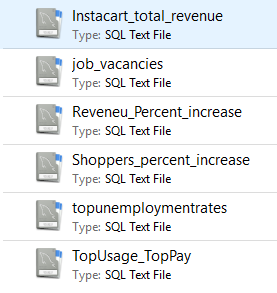 Instacart_total_revenue
Type: SQL Text File
job_vacancies
Type: SQL Text File
Reveneu_Percent_increase
Type: SQL Text File
Shoppers_percent_increase
Type: SQL Text File
topunemploymentrates
Type: SQL Text File
TopUsage_TopPay
Type: SQL Text File